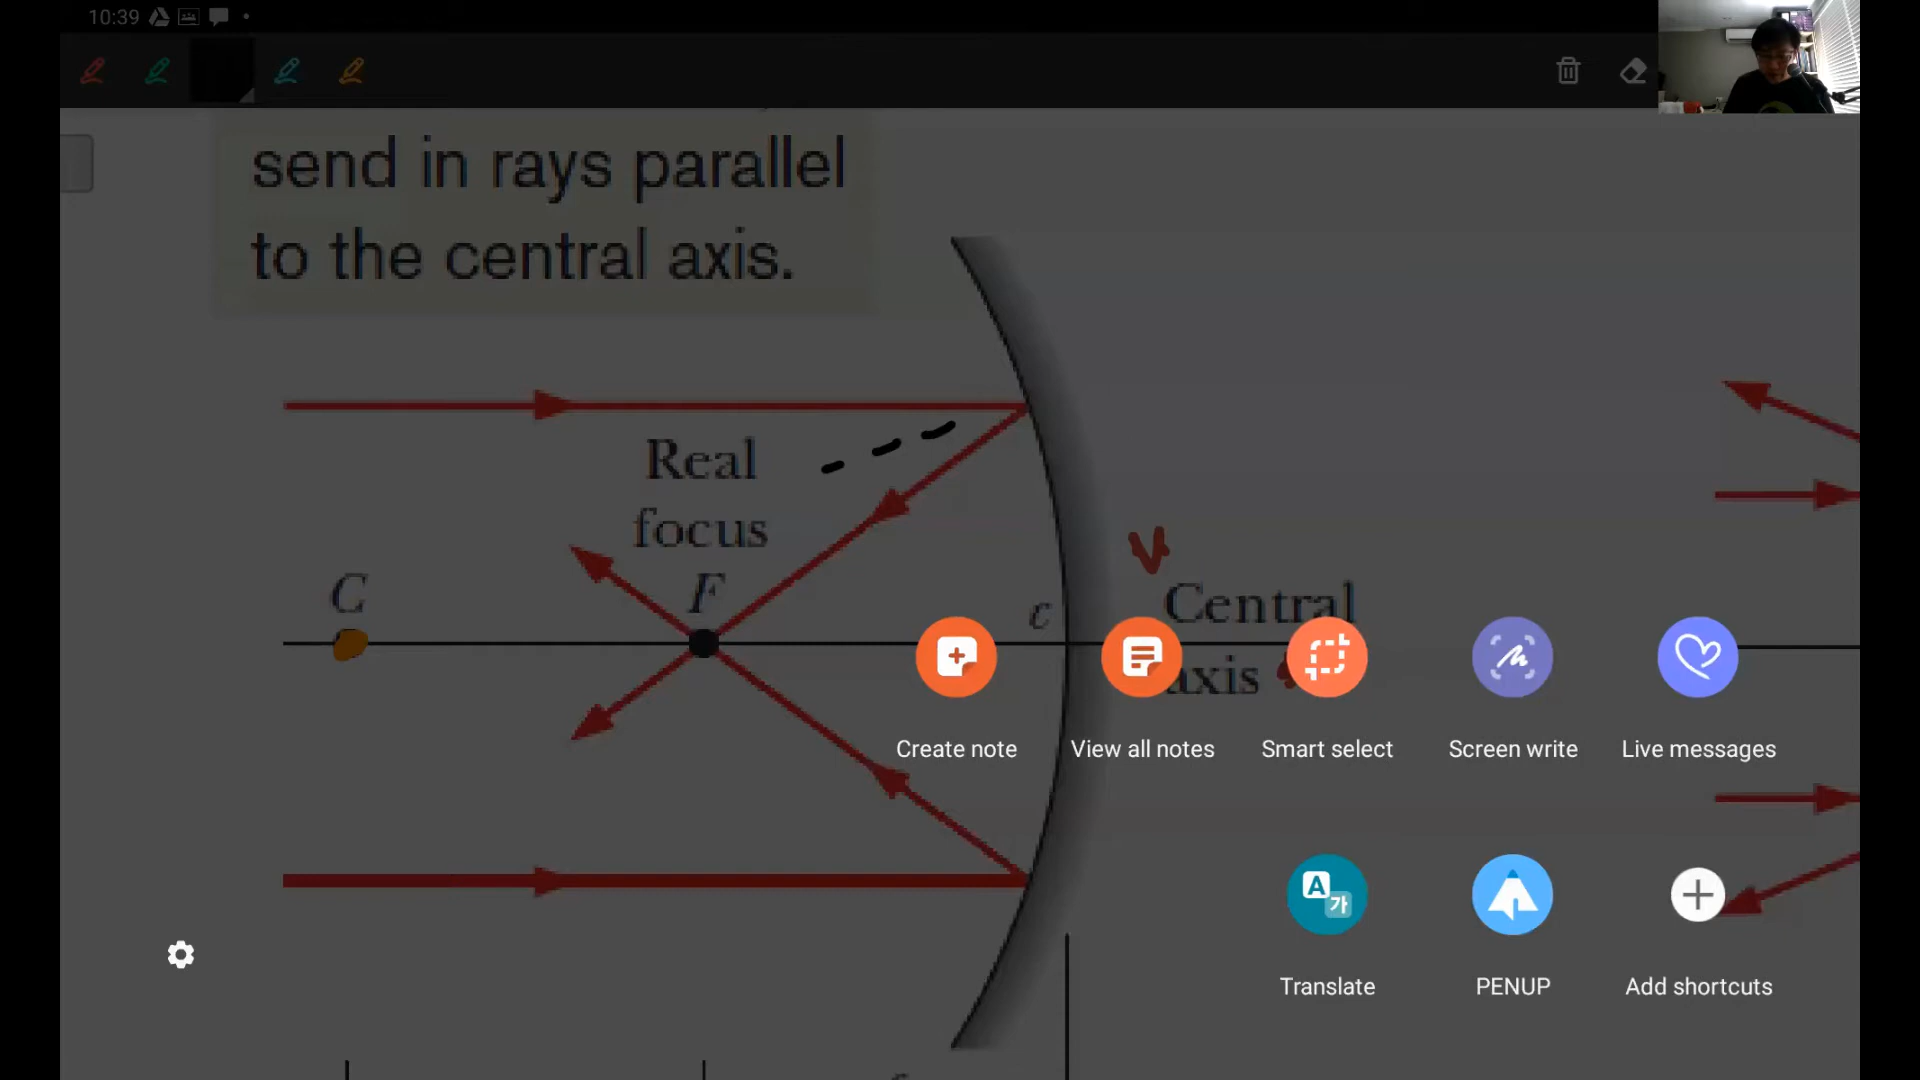 10:39
send in rays parallel
to the central axis.
Real
focus
C
F
c
V
Central
axis
Create note
View all notes
Smart select
Screen write
Live messages
A
가
Translate
PENUP
Add shortcuts